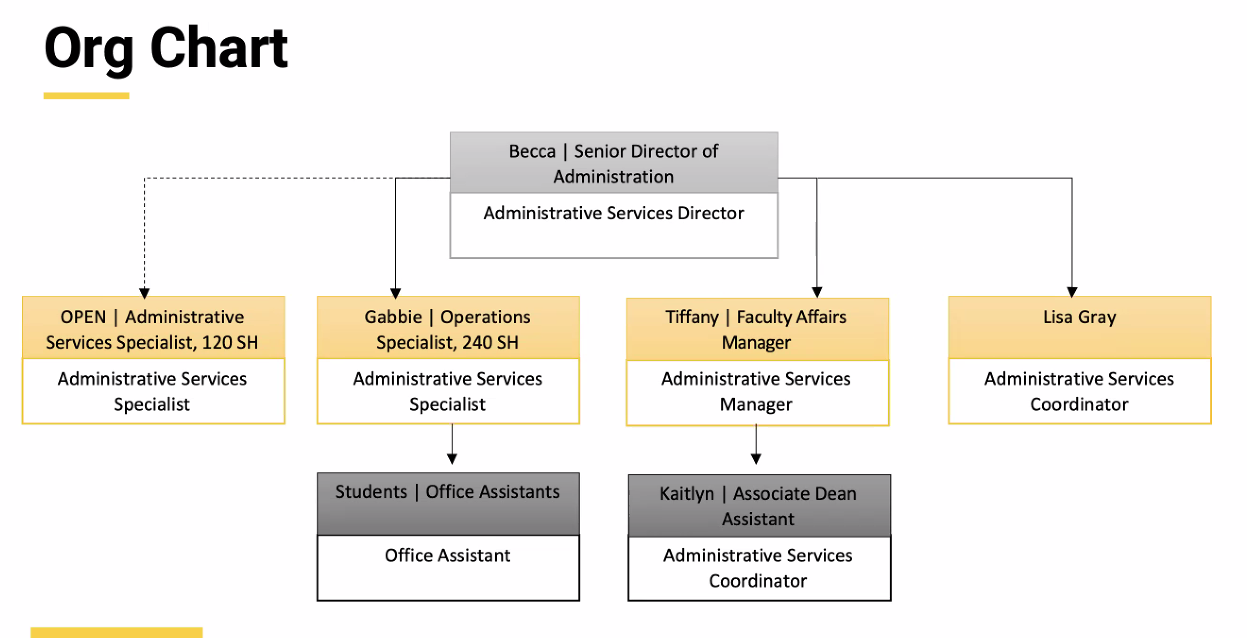 Org Chart
Becca | Senior Director of
Administration
Administrative Services Director
OPEN | Administrative
Services Specialist, 120 SH
Administrative Services
Specialist
Gabbie | Operations
Specialist, 240 SH
Administrative Services
Specialist
Tiffany | Faculty Affairs
Manager
Administrative Services
Manager
Lisa Gray
Administrative Services
Coordinator
Students | Office Assistants
Office Assistant
Kaitlyn | Associate Dean
Assistant
Administrative Services
Coordinator